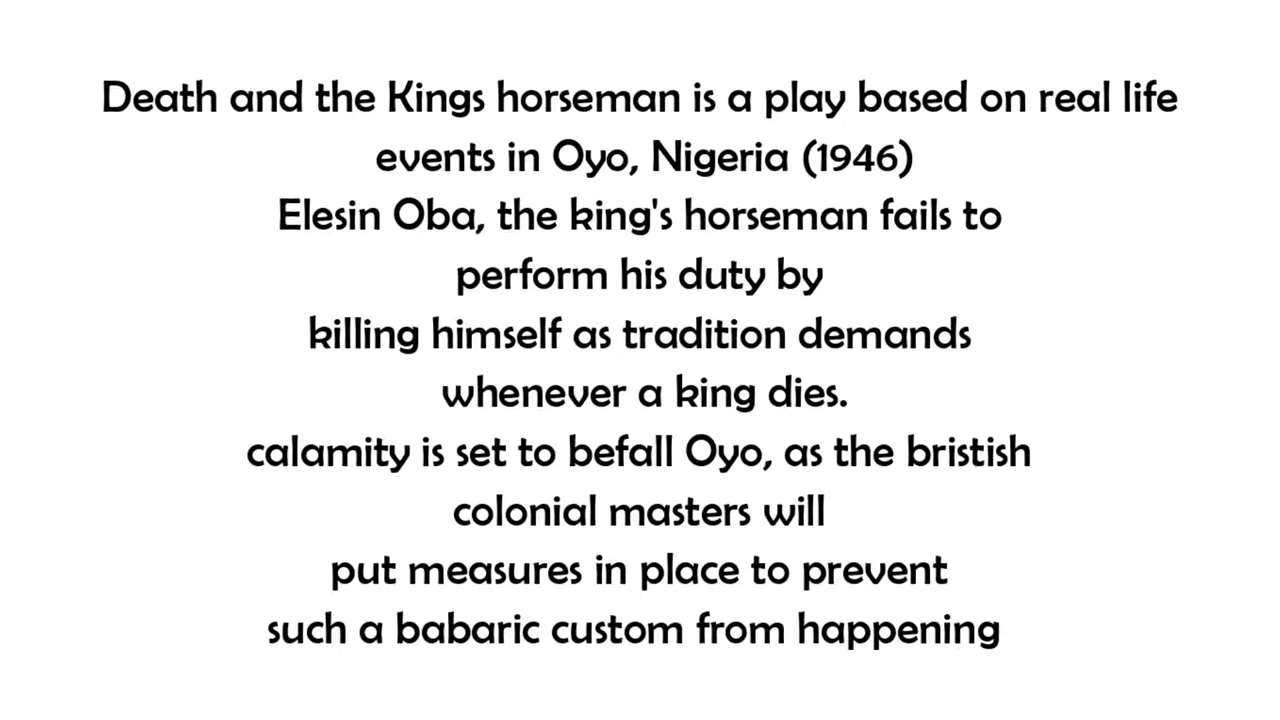 Death and the Kings horseman is a play based on real life
events in Oyo, Nigeria (1946)
Elesin Oba, the king's horseman fails to
perform his duty by
killing himself as tradition demands
whenever a king dies.
calamity is set to befall Oyo, as the bristish
colonial masters will
put measures in place to prevent
such a babaric custom from happening